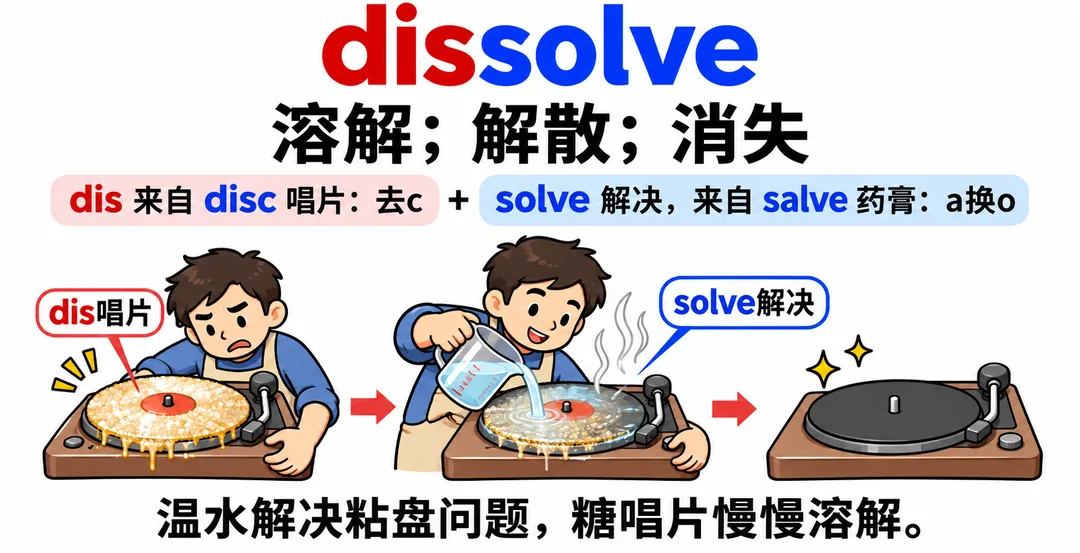 dissolve
溶解；解散；消失
dis 来自 disc 唱片：去c + solve 解决，来自 salve 药膏：a换o
dis唱片
solve解决
温水解决粘盘问题，糖唱片慢慢溶解。